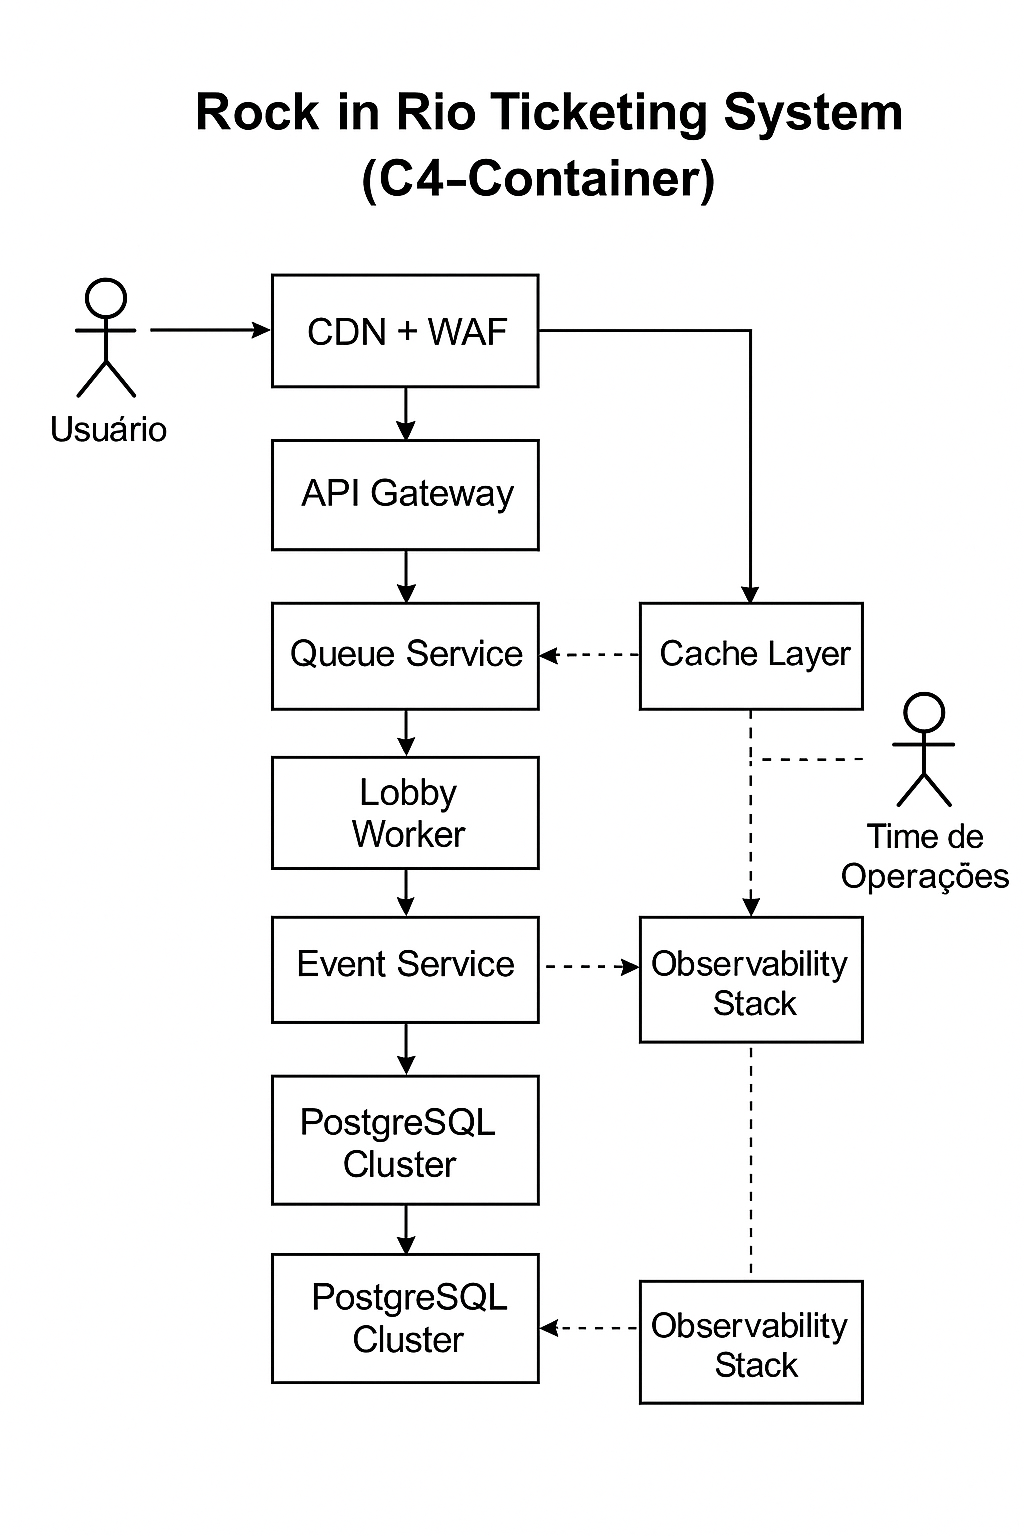 Rock in Rio Ticketing System
(C4–Container)
CDN + WAF
Usuário
API Gateway
Queue Service
Cache Layer
Lobby
Worker
Time de
Operações
Event Service
Observability
Stack
PostgreSQL
Cluster
PostgreSQL
Cluster
Observability
Stack